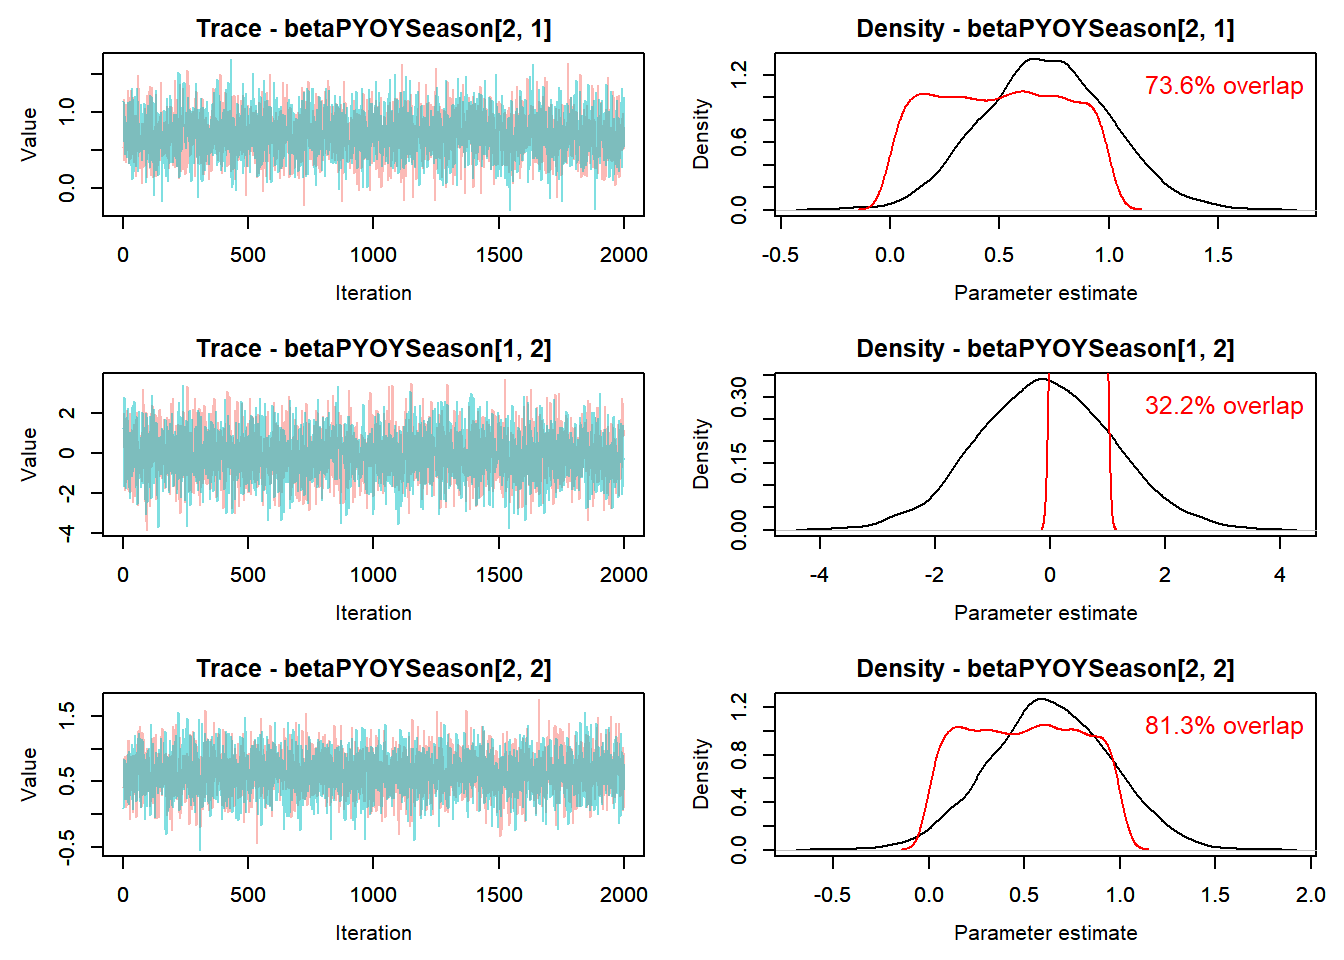 Trace - betaPYOYSeason[2, 1]
Value
0.0
1.0
0
500
1000
1500
2000
Iteration
Density - betaPYOYSeason[2, 1]
73.6% overlap
Density
0.0
0.6
1.2
-0.5
0.0
0.5
1.0
1.5
Parameter estimate
Trace - betaPYOYSeason[1, 2]
Value
-4
-2
0
2
0
500
1000
1500
2000
Iteration
Density - betaPYOYSeason[1, 2]
32.2% overlap
Density
0.00
0.15
0.30
-4
-2
0
2
4
Parameter estimate
Trace - betaPYOYSeason[2, 2]
Value
-0.5
0.5
1.5
0
500
1000
1500
2000
Iteration
Density - betaPYOYSeason[2, 2]
81.3% overlap
Density
0.0
0.4
0.8
1.2
-0.5
0.0
0.5
1.0
1.5
2.0
Parameter estimate